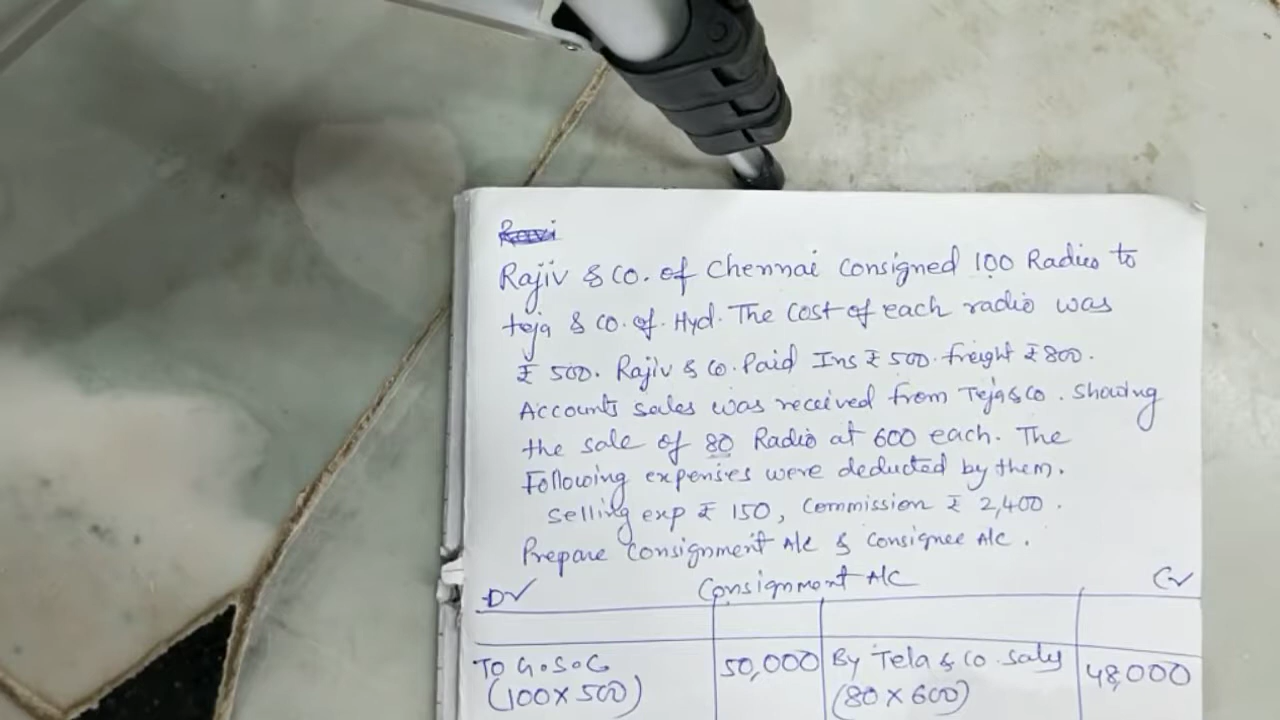 Rajiv & Co. of Chennai Consigned 100 Radios to
teja & Co. of. Hyd. The Cost of each radio was
₹ 500. Rajiv & Co. Paid Ins ₹ 500. freight ₹ 800.
Accounts sales was received from Teja & Co. Showing
the sale of 80 Radio at 600 each. The
Following expenses were deducted by them.
Selling exp ₹ 150, Commission ₹ 2,400.
Prepare Consignment A/c & Consignee A/c.
Dr Consignment A/C Cr
TO G.S.O.C 50,000 By Tela & Co. Sales 48,000
(100 x 500) (80 x 600)